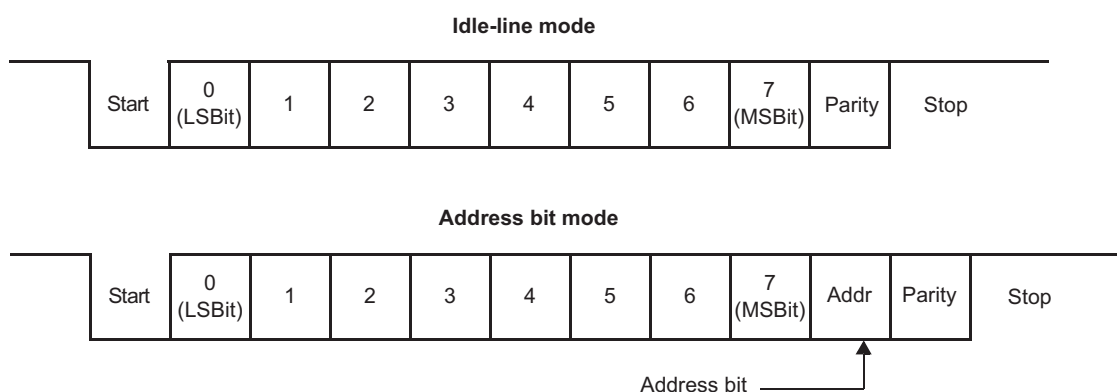 Idle-line mode
Start 0 (LSBit) 1 2 3 4 5 6 7 (MSBit) Parity Stop
Address bit mode
Start 0 (LSBit) 1 2 3 4 5 6 7 (MSBit) Addr Parity Stop
Address bit